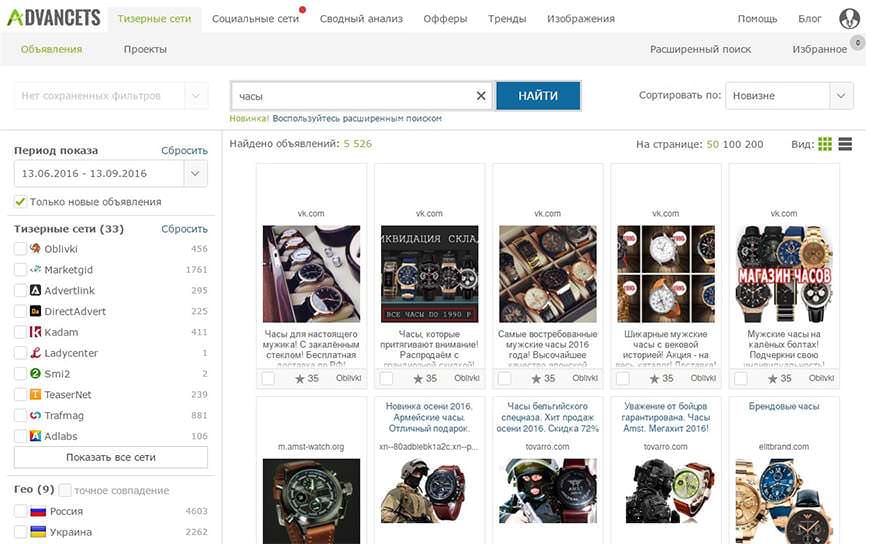 ADVANCETS
Тизерные сети
Социальные сети
Сводный анализ
Офферы
Тренды
Изображения
Помощь
Блог
Объявления
Проекты
Расширенный поиск
Избранное
0
Нет сохраненных фильтров
часы
НАЙТИ
Сортировать по:
Новизне
Новинка! Воспользуйтесь расширенным поиском
Период показа
Сбросить
13.06.2016 - 13.09.2016
Только новые объявления
Тизерные сети (33)
Сбросить
Oblivki 456
Marketgid 1761
Advertlink 295
DirectAdvert 225
Kadam 411
Ladycenter 1
Smi2 2
TeaserNet 239
Trafmag 881
Adlabs 106
Показать все сети
Гео (9)
точное совпадение
Россия 4603
Украина 2262
Найдено объявлений: 5 526
На странице: 50 100 200
Вид:
vk.com
Часы для настоящего
мужика! С закалённым
стеклом! Бесплатная
доставка по РФ!
35 Oblivki
vk.com
ИКВИДАЦИЯ СКЛА
ВСЕ ЧАСЫ ПО 1990 Р
Часы, которые
притягивают внимание!
Распродаём с
грандиозной скидкой!
35 Oblivki
vk.com
Самые востребованные
мужские часы 2016
года! Высочайшее
качество японской
35 Oblivki
vk.com
Шикарные мужские
часы с вековой
историей! Акция - на
весь каталог! Доставка!
35 Oblivki
vk.com
МАГАЗИН ЧАСОВ
Мужские часы на
калёных болтах!
Подчеркни свою
индивидуальность!
35 Oblivki
m.amst-watch.org
Новинка осени 2016.
Армейские часы.
Отличный подарок.
xn--80adblebk1a2c.xn--p...
Часы бельгийского
спецназа. Хит продаж
осени 2016. Скидка 72%
tovarro.com
Уважение от бойцов
гарантировано. Часы
Amst. Мегахит 2016!
tovarro.com
Брендовые часы
elitbrand.com